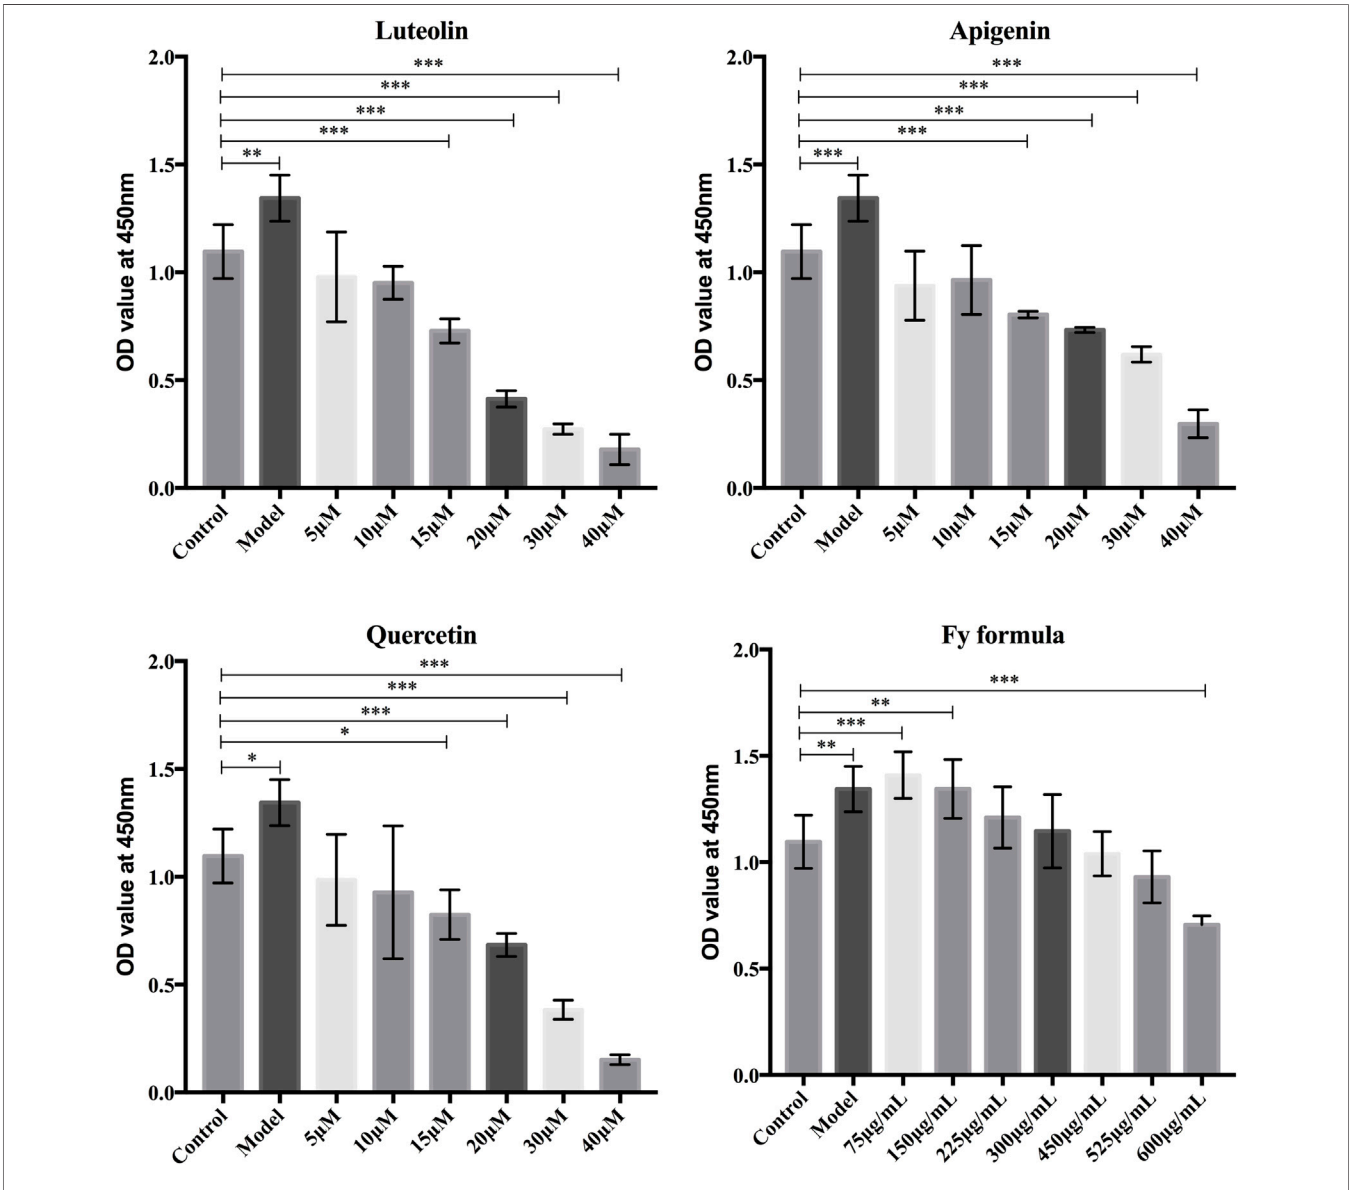 Luteolin
2.0
***
***
***
***
1.5
**
OD value at 450nm
1.0
0.5
0.0
Control
Model
5μM
10μM
15μM
20μM
30μM
40μM
Apigenin
2.0
***
***
***
***
1.5
***
OD value at 450nm
1.0
0.5
0.0
Control
Model
5μM
10μM
15μM
20μM
30μM
40μM
Quercetin
2.0
***
***
***
*
1.5
*
OD value at 450nm
1.0
0.5
0.0
Control
Model
5μM
10μM
15μM
20μM
30μM
40μM
Fy formula
2.0
***
**
***
**
1.5
OD value at 450nm
1.0
0.5
0.0
Control
Model
75μg/mL
150μg/mL
225μg/mL
300μg/mL
450μg/mL
525μg/mL
600μg/mL